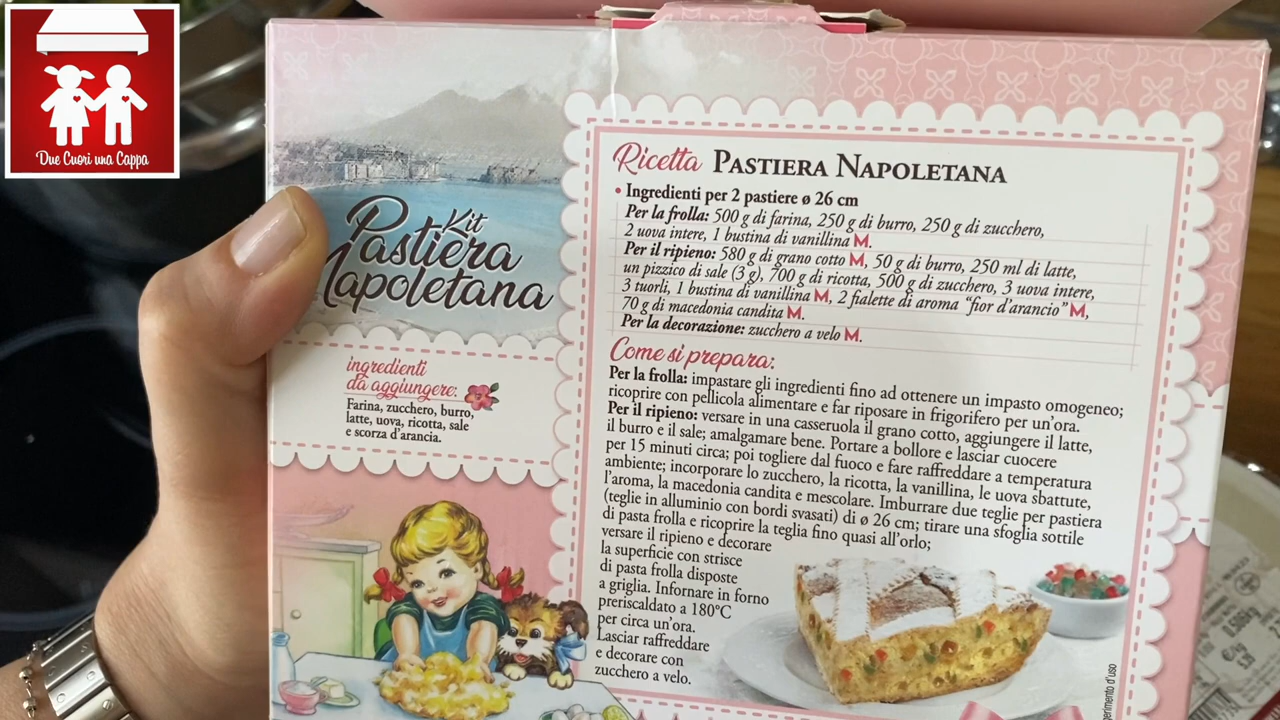 Due Cuori una Cappa
Kit
Pastiera
Napoletana
ingredienti
da aggiungere:
Farina, zucchero, burro,
latte, uova, ricotta, sale
e scorza d'arancia.
Ricetta PASTIERA NAPOLETANA
• Ingredienti per 2 pastiere ø 26 cm
Per la frolla: 500 g di farina, 250 g di burro, 250 g di zucchero,
2 uova intere, 1 bustina di vanillina M.
Per il ripieno: 580 g di grano cotto M, 50 g di burro, 250 ml di latte,
un pizzico di sale (3 g), 700 g di ricotta, 500 g di zucchero, 3 uova intere,
3 tuorli, 1 bustina di vanillina M, 2 fialette di aroma "fior d'arancio" M,
70 g di macedonia candita M.
Per la decorazione: zucchero a velo M.
Come si prepara:
Per la frolla: impastare gli ingredienti fino ad ottenere un impasto omogeneo;
ricoprire con pellicola alimentare e far riposare in frigorifero per un'ora.
Per il ripieno: versare in una casseruola il grano cotto, aggiungere il latte,
il burro e il sale; amalgamare bene. Portare a bollore e lasciar cuocere
per 15 minuti circa; poi togliere dal fuoco e fare raffreddare a temperatura
ambiente; incorporare lo zucchero, la ricotta, la vanillina, le uova sbattute,
l'aroma, la macedonia candita e mescolare. Imburrare due teglie per pastiera
(teglie in alluminio con bordi svasati) di ø 26 cm; tirare una sfoglia sottile
di pasta frolla e ricoprire la teglia fino quasi all'orlo;
versare il ripieno e decorare
la superficie con strisce
di pasta frolla disposte
a griglia. Infornare in forno
preriscaldato a 180°C
per circa un'ora.
Lasciar raffreddare
e decorare con
zucchero a velo.
d'uso